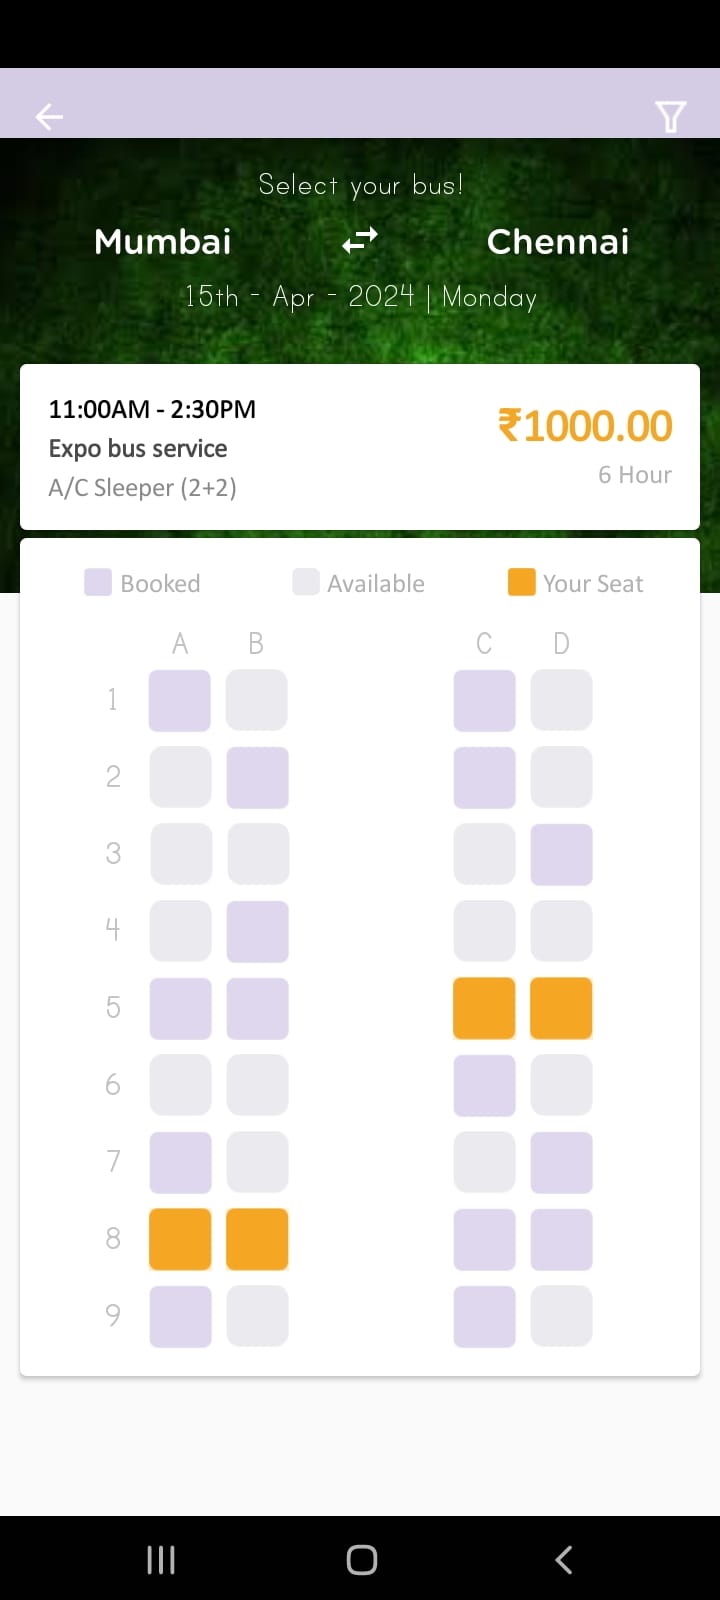 Select your bus!
Mumbai Chennai
15th - Apr - 2024 | Monday
11:00AM - 2:30PM
₹1000.00
Expo bus service
6 Hour
A/C Sleeper (2+2)
Booked Available Your Seat
A B C D
1
2
3
4
5
6
7
8
9